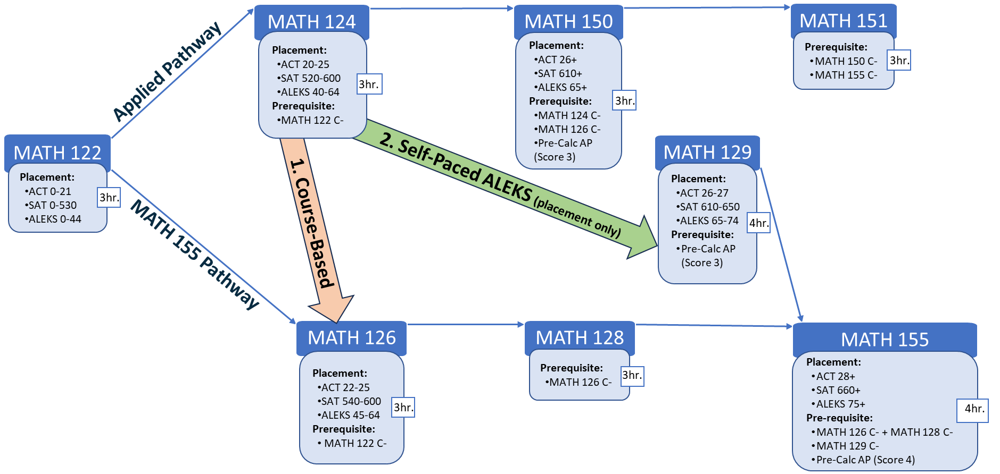 MATH 124
Placement:
•ACT 20-25
•SAT 520-600
•ALEKS 40-64
Prerequisite:
•MATH 122 C-
3hr.
MATH 150
Placement:
•ACT 26+
•SAT 610+
•ALEKS 65+
Prerequisite:
•MATH 124 C-
•MATH 126 C-
•Pre-Calc AP
(Score 3)
3hr.
MATH 151
Prerequisite:
•MATH 150 C-
•MATH 155 C-
3hr.
Applied Pathway
MATH 122
Placement:
•ACT 0-21
•SAT 0-530
•ALEKS 0-44
3hr.
MATH 155 Pathway
1. Course-Based
2. Self-Paced ALEKS (placement only)
MATH 129
Placement:
•ACT 26-27
•SAT 610-650
•ALEKS 65-74
Prerequisite:
•Pre-Calc AP
(Score 3)
4hr.
MATH 126
Placement:
•ACT 22-25
•SAT 540-600
•ALEKS 45-64
Prerequisite:
• MATH 122 C-
3hr.
MATH 128
Prerequisite:
•MATH 126 C-
3hr.
MATH 155
Placement:
•ACT 28+
•SAT 660+
•ALEKS 75+
Pre-requisite:
•MATH 126 C- + MATH 128 C-
•MATH 129 C-
•Pre-Calc AP (Score 4)
4hr.